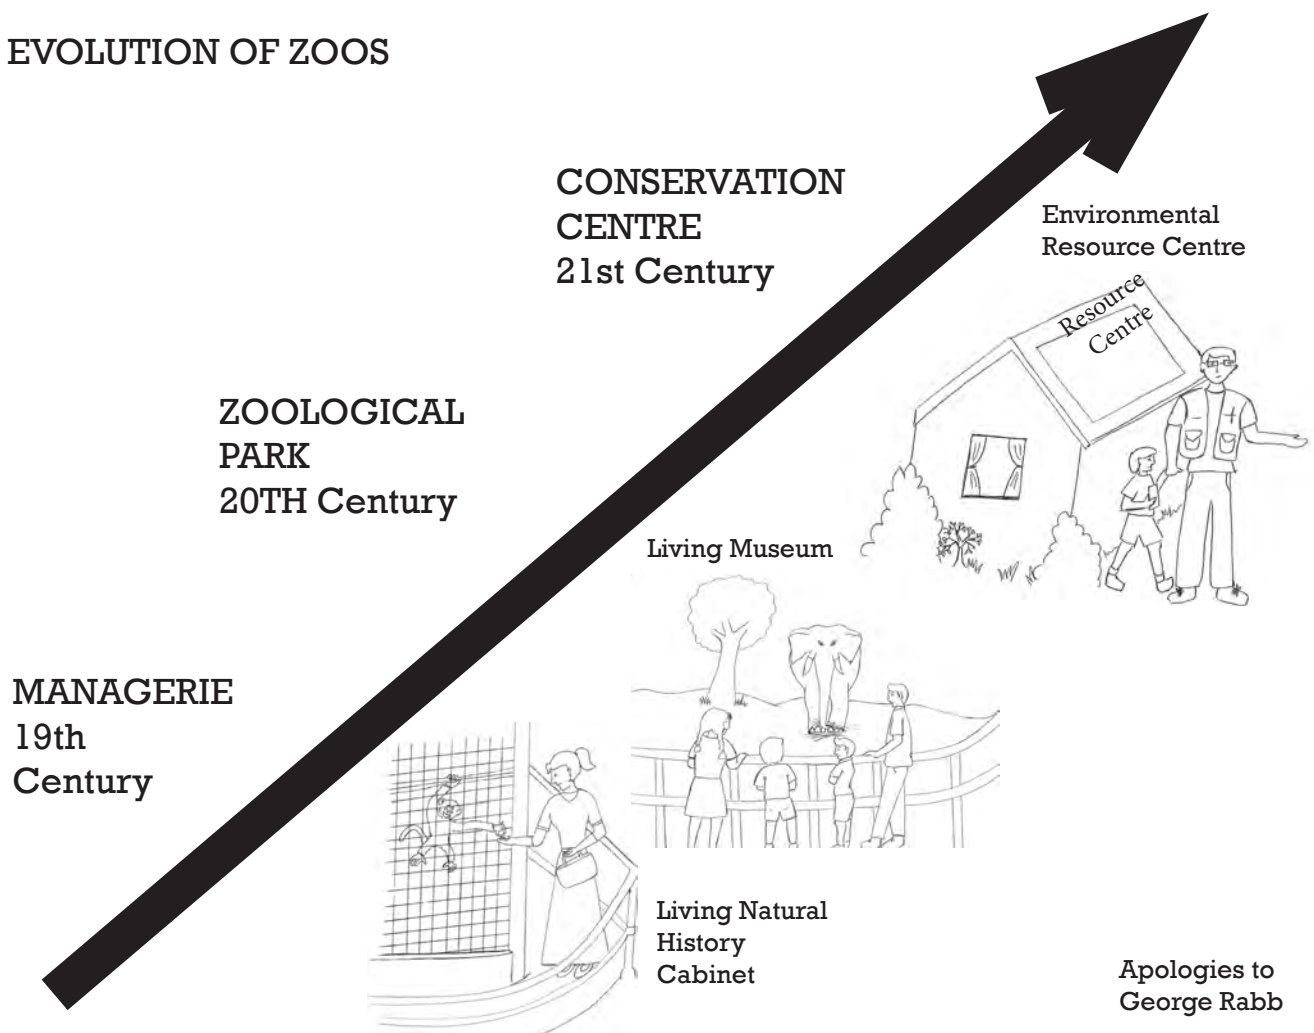 EVOLUTION OF ZOOS
CONSERVATION
CENTRE
21st Century
Environmental
Resource Centre
Resource
Centre
ZOOLOGICAL
PARK
20TH Century
Living Museum
MANAGERIE
19th
Century
Living Natural
History
Cabinet
Apologies to
George Rabb